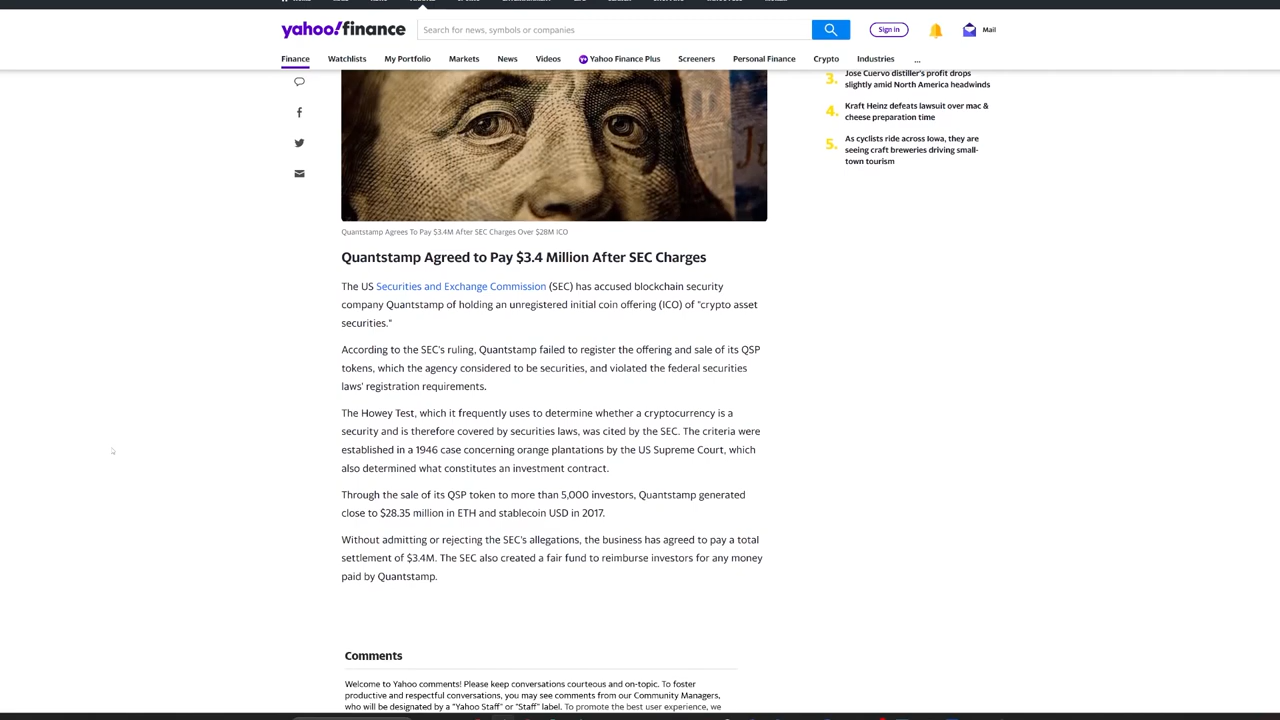 yahoo!finance
Search for news, symbols or companies
Sign in
Mail
Finance
Watchlists
My Portfolio
Markets
News
Videos
Yahoo Finance Plus
Screeners
Personal Finance
Crypto
Industries
...
3. Jose Cuervo distiller's profit drops
slightly amid North America headwinds
4. Kraft Heinz defeats lawsuit over mac &
cheese preparation time
5. As cyclists ride across Iowa, they are
seeing craft breweries driving small-
town tourism
Quantstamp Agrees To Pay $3.4M After SEC Charges Over $28M ICO
Quantstamp Agreed to Pay $3.4 Million After SEC Charges
The US Securities and Exchange Commission (SEC) has accused blockchain security
company Quantstamp of holding an unregistered initial coin offering (ICO) of "crypto asset
securities."
According to the SEC's ruling, Quantstamp failed to register the offering and sale of its QSP
tokens, which the agency considered to be securities, and violated the federal securities
laws' registration requirements.
The Howey Test, which it frequently uses to determine whether a cryptocurrency is a
security and is therefore covered by securities laws, was cited by the SEC. The criteria were
established in a 1946 case concerning orange plantations by the US Supreme Court, which
also determined what constitutes an investment contract.
Through the sale of its QSP token to more than 5,000 investors, Quantstamp generated
close to $28.35 million in ETH and stablecoin USD in 2017.
Without admitting or rejecting the SEC's allegations, the business has agreed to pay a total
settlement of $3.4M. The SEC also created a fair fund to reimburse investors for any money
paid by Quantstamp.
Comments
Welcome to Yahoo comments! Please keep conversations courteous and on-topic. To foster
productive and respectful conversations, you may see comments from our Community Managers,
who will be designated by a "Yahoo Staff" or "Staff" label. To promote the best user experience, we